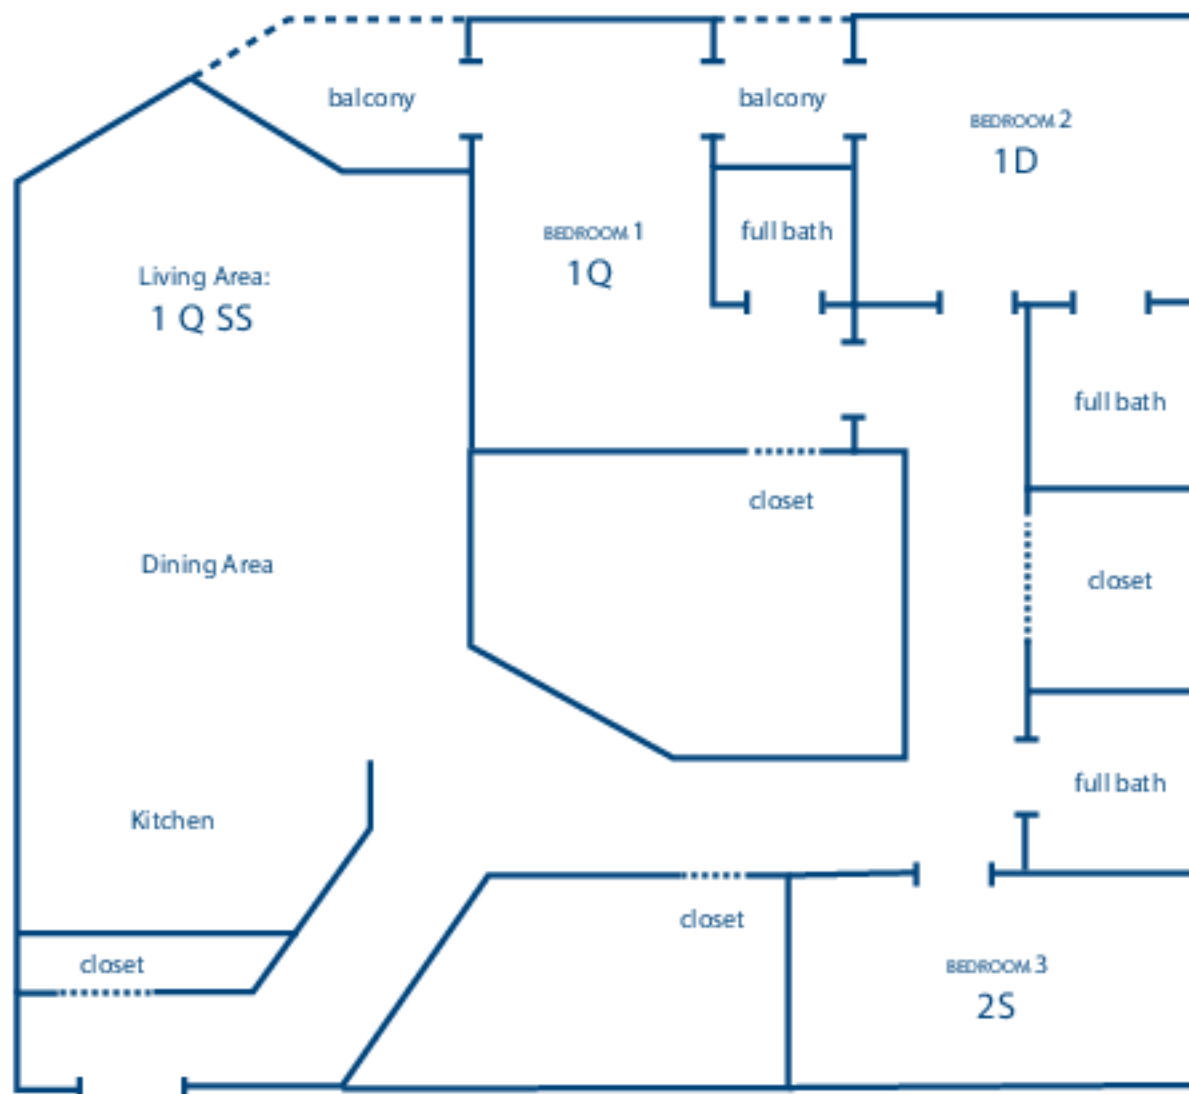 balcony
balcony
BEDROOM 2
1D
BEDROOM 1
1Q
full bath
Living Area:
1 Q SS
full bath
closet
Dining Area
closet
full bath
Kitchen
closet
closet
BEDROOM 3
2S